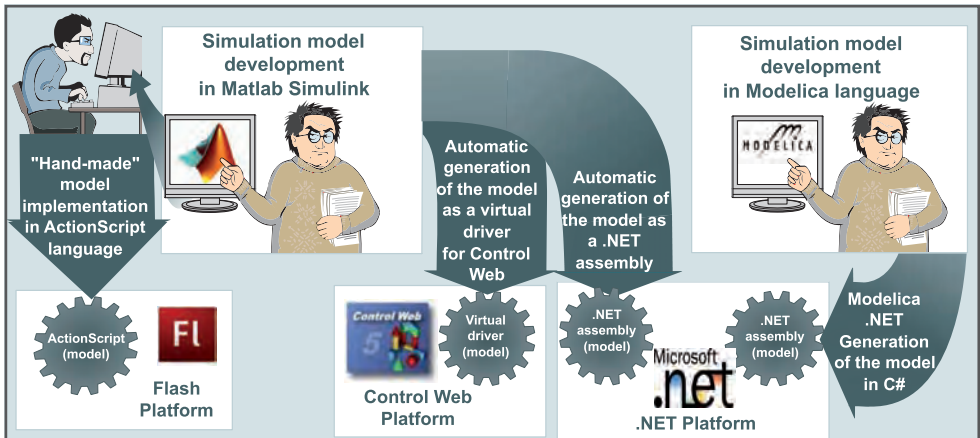 Simulation model
development
in Matlab Simulink
Simulation model
development
in Modelica language
MODELICA
"Hand-made"
model
implementation
in ActionScript
language
Automatic
generation
of the model
as a virtual
driver
for Control
Web
Automatic
generation
of the model as
a .NET
assembly
Modelica
.NET
Generation
of the model
in C#
ActionScript
(model)
Fl
Flash
Platform
Control Web
5
Virtual
driver
(model)
Control Web
Platform
.NET
assembly
(model)
Microsoft
.net
.NET
assembly
(model)
.NET Platform